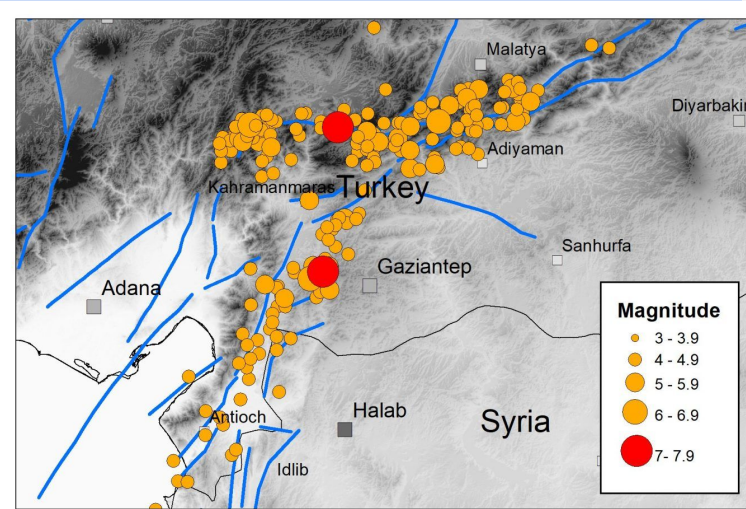 Malatya
Diyarbakir
Adiyaman
Kahramanmaras
Turkey
Sanhurfa
Gaziantep
Adana
Magnitude
3 - 3.9
4 - 4.9
5 - 5.9
6 - 6.9
7- 7.9
Antioch
Halab
Syria
Idlib